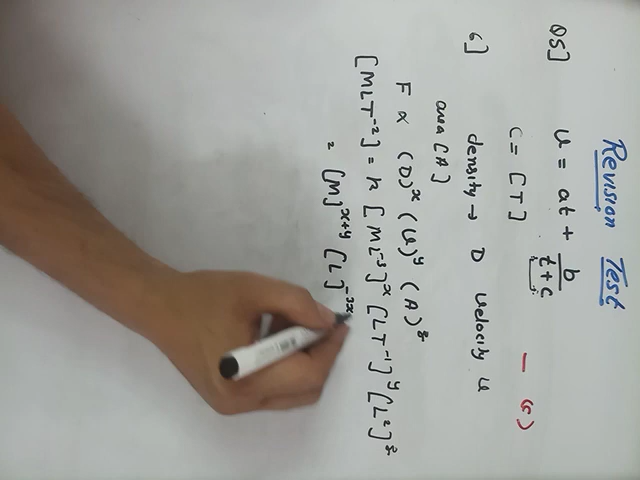 Revision Test
Q5] v = at + b/t+c
c = [T] — (c)
6] density → D velocity v
area [A]
F ∝ (D)^x (v)^y (A)^z
[MLT^-2] = k [ML^-3]^x [LT^-1]^y [L^2]^z
= [M]^x+y [L]^-3x